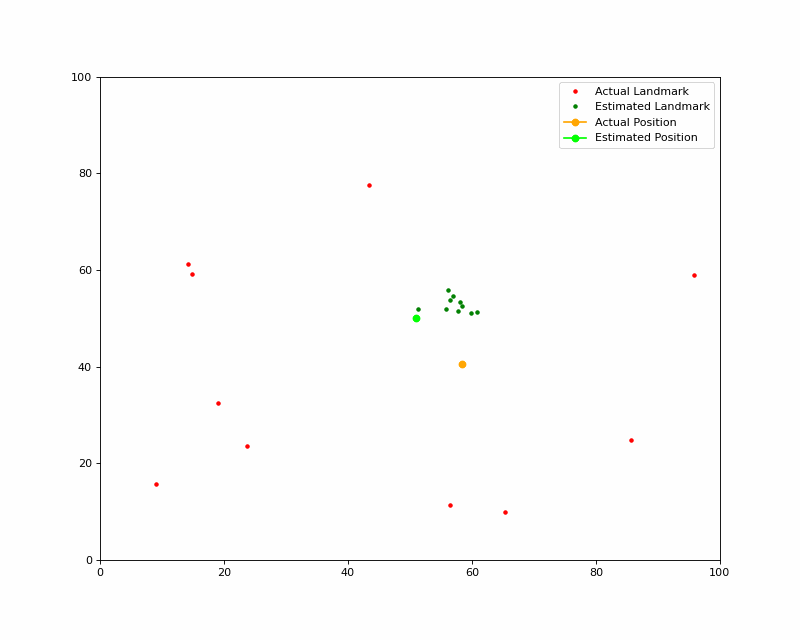 100
Actual Landmark
Estimated Landmark
Actual Position
Estimated Position
80
60
40
20
0
0 20 40 60 80 100